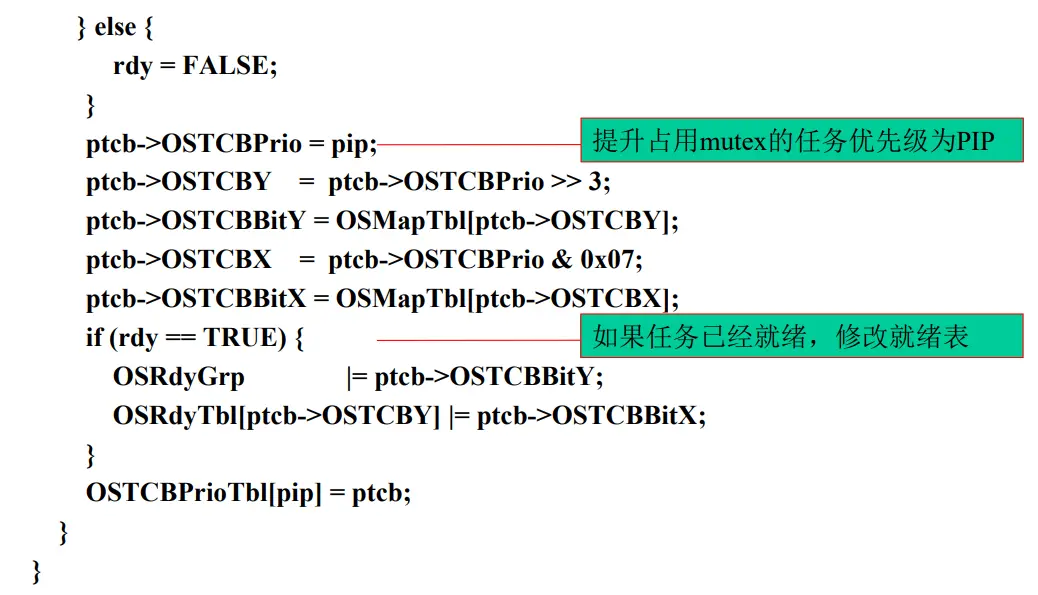 } else {
rdy = FALSE;
}
ptcb->OSTCBPrio = pip;
提升占用mutex的任务优先级为PIP
ptcb->OSTCBY = ptcb->OSTCBPrio >> 3;
ptcb->OSTCBBitY = OSMapTbl[ptcb->OSTCBY];
ptcb->OSTCBX = ptcb->OSTCBPrio & 0x07;
ptcb->OSTCBBitX = OSMapTbl[ptcb->OSTCBX];
if (rdy == TRUE) {
如果任务已经就绪，修改就绪表
OSRdyGrp |= ptcb->OSTCBBitY;
OSRdyTbl[ptcb->OSTCBY] |= ptcb->OSTCBBitX;
}
OSTCBPrioTbl[pip] = ptcb;
}
}